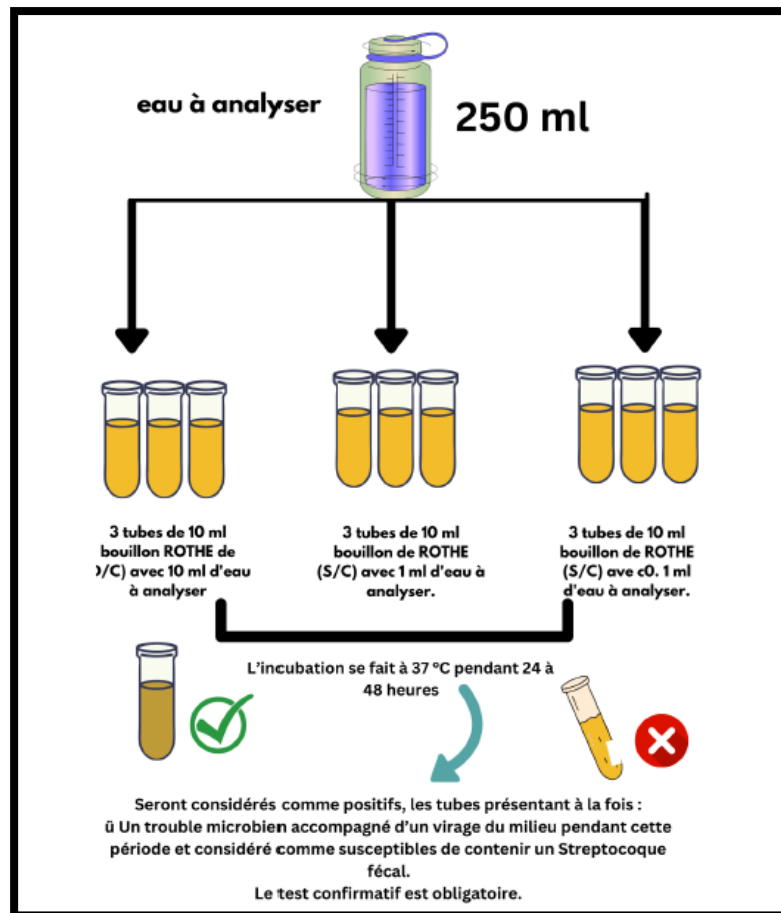 eau à analyser
250 ml
3 tubes de 10 ml
bouillon ROTHE de
D/C) avec 10 ml d'eau
à analyser
3 tubes de 10 ml
bouillon de ROTHE
(S/C) avec 1 ml d'eau à
analyser.
3 tubes de 10 ml
bouillon de ROTHE
(S/C) ave c0. 1 ml
d'eau à analyser.
L'incubation se fait à 37 °C pendant 24 à
48 heures
Seront considérés comme positifs, les tubes présentant à la fois :
ü Un trouble microbien accompagné d'un virage du milieu pendant cette
période et considéré comme susceptibles de contenir un Streptocoque
fécal.
Le test confirmatif est obligatoire.